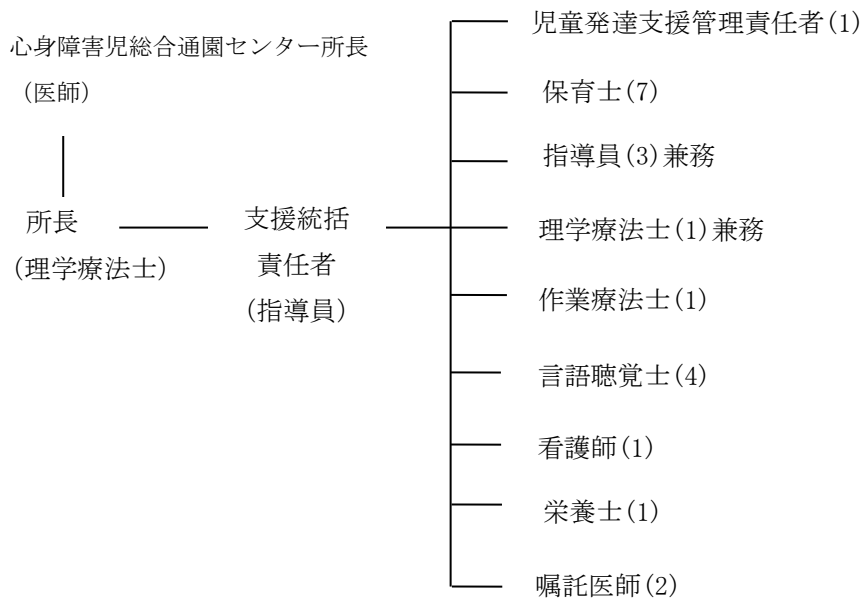 心身障害児総合通園センター所長
(医師)
所長
(理学療法士)
支援統括
責任者
(指導員)
児童発達支援管理責任者(1)
保育士(7)
指導員(3)兼務
理学療法士(1)兼務
作業療法士(1)
言語聴覚士(4)
看護師(1)
栄養士(1)
嘱託医師(2)